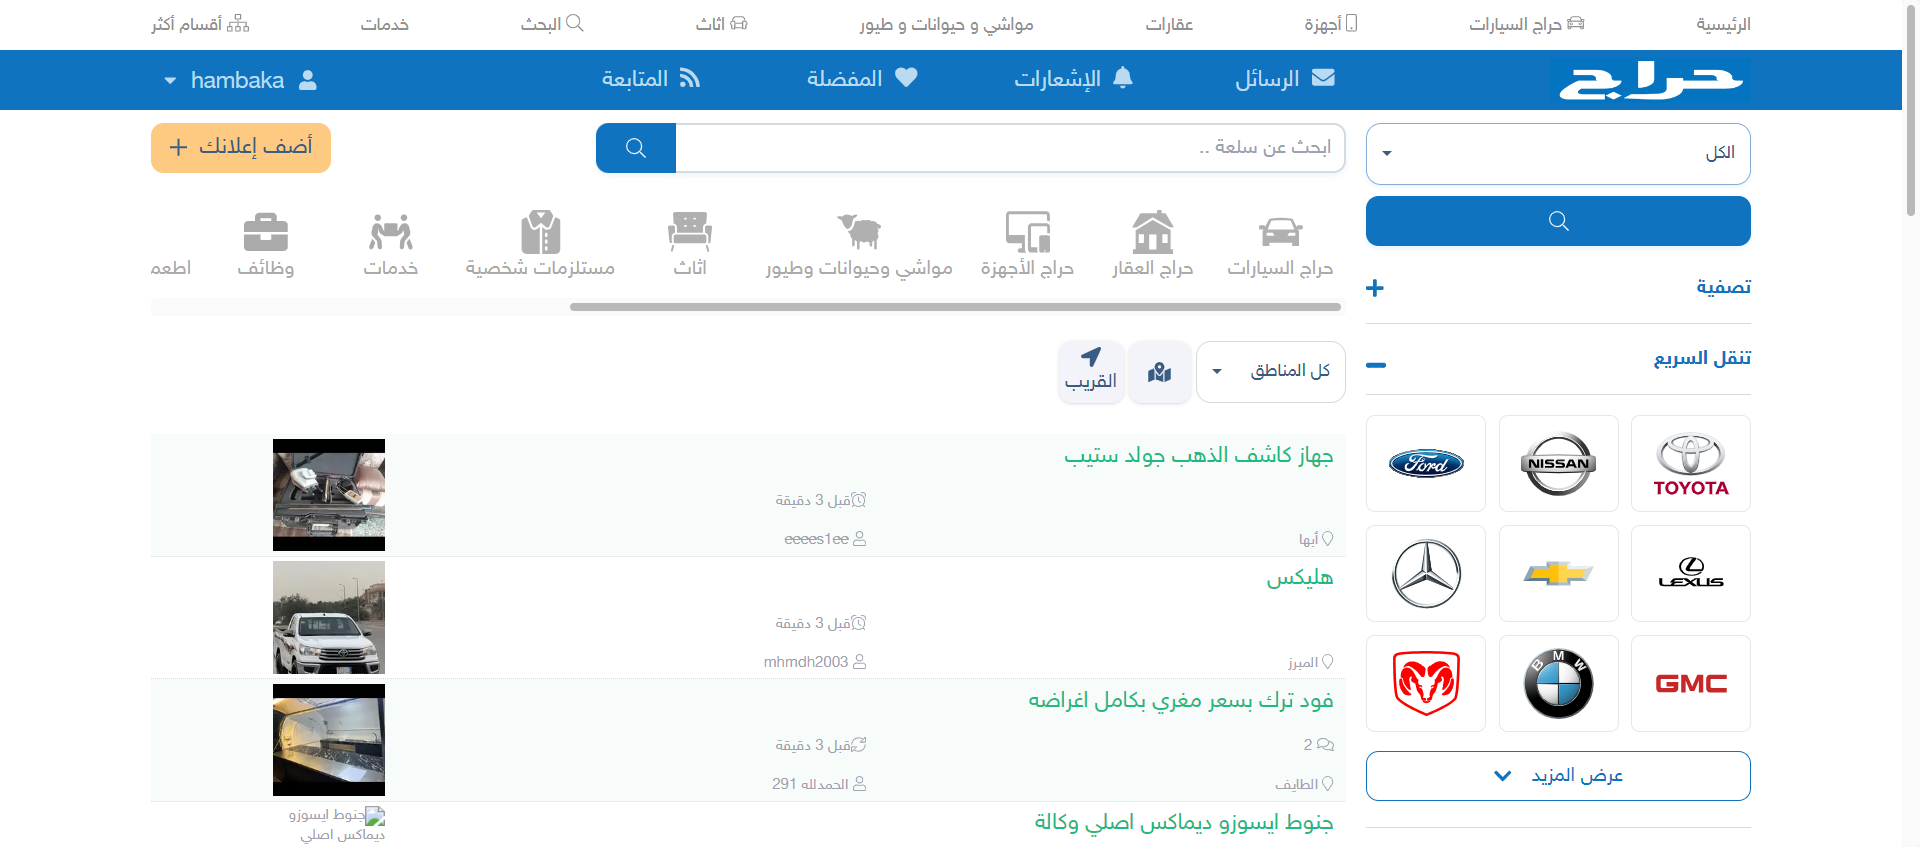 الرئيسية
حراج السيارات
أجهزة
عقارات
مواشي و حيوانات و طيور
اثاث
البحث
خدمات
أقسام أكثر
حراج
الرسائل
الإشعارات
المفضلة
المتابعة
hambaka
الكل
ابحث عن سلعة ..
أضف إعلانك +
حراج السيارات
حراج العقار
حراج الأجهزة
مواشي وحيوانات وطيور
اثاث
مستلزمات شخصية
خدمات
وظائف
اطعم
تصفية
تنقل السريع
TOYOTA
NISSAN
Ford
LEXUS
GMC
BMW
عرض المزيد
كل المناطق
القريب
جهاز كاشف الذهب جولد ستيب
قبل 3 دقيقة
أبها
eeees1ee
هليكس
قبل 3 دقيقة
المبرز
mhmdh2003
فود ترك بسعر مغري بكامل اغراضه
2
قبل 3 دقيقة
الطايف
الحمدلله 291
جنوط ايسوزو ديماكس اصلي وكالة
جنوط ايسوزو
ديماكس اصلي